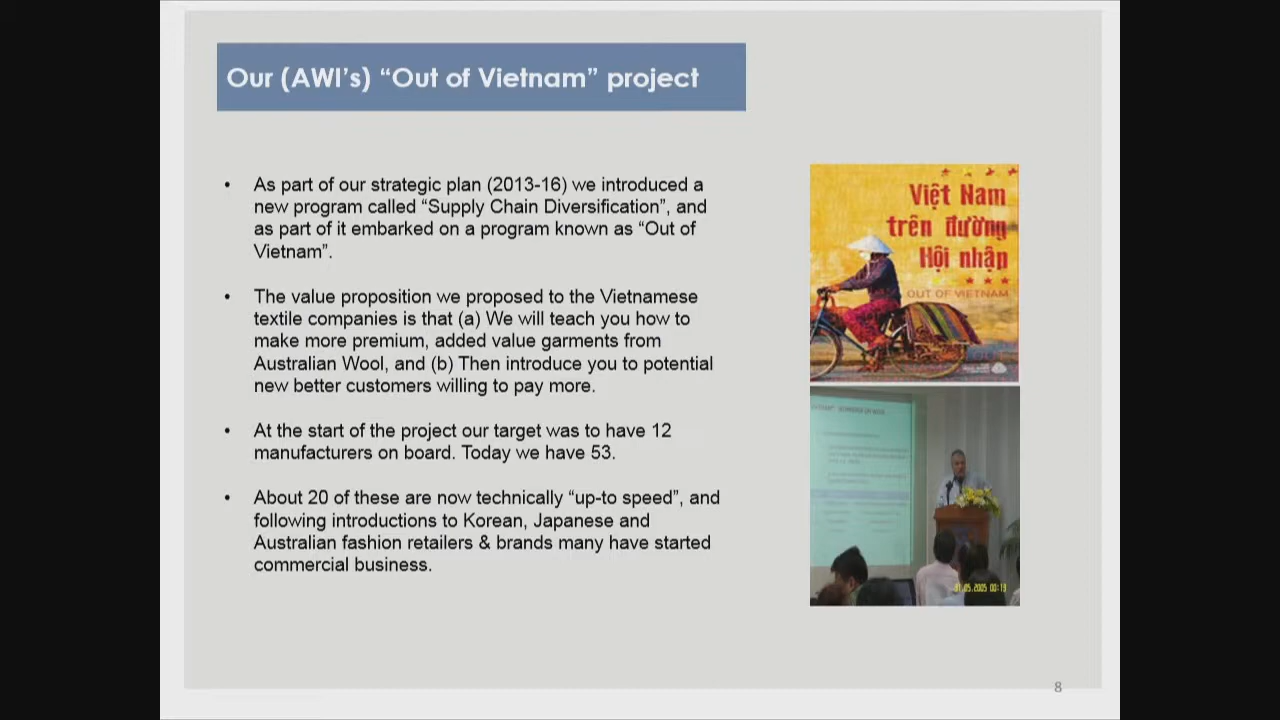 Our (AWI's) “Out of Vietnam” project
• As part of our strategic plan (2013-16) we introduced a
new program called “Supply Chain Diversification”, and
as part of it embarked on a program known as “Out of
Vietnam”.
• The value proposition we proposed to the Vietnamese
textile companies is that (a) We will teach you how to
make more premium, added value garments from
Australian Wool, and (b) Then introduce you to potential
new better customers willing to pay more.
• At the start of the project our target was to have 12
manufacturers on board. Today we have 53.
• About 20 of these are now technically “up-to speed”, and
following introductions to Korean, Japanese and
Australian fashion retailers & brands many have started
commercial business.
Việt Nam
trên đường
Hội nhập
OUT OF VIETNAM
31.05.2005 00:13
8